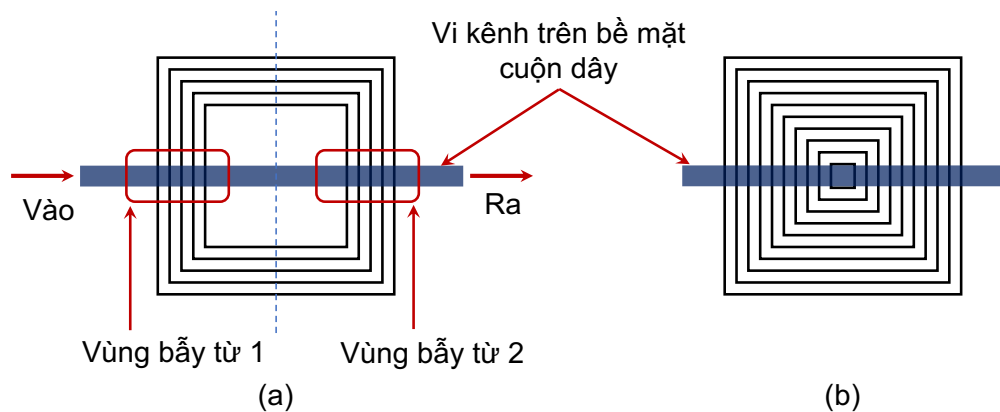 Vi kênh trên bề mặt
cuộn dây
Vào
Ra
Vùng bẫy từ 1
Vùng bẫy từ 2
(a)
(b)